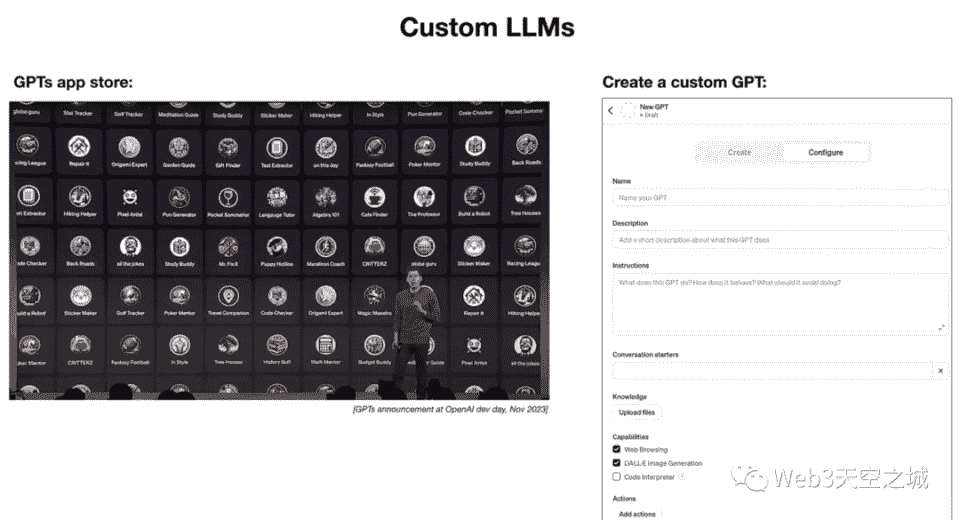 Custom LLMs
GPTs app store:
Stat Tracker Golf Tracker Meditation Guide Study Buddy Sticker Maker Hiking Helper In Style Pun Generator Code Checker
Racing League Repair It Origami Expert Garden Guide Gift Finder Text Extractor on this day Fantasy Football Poker Mentor Study Buddy Back Roads
Hiking Helper Pixel Artist Pun Generator Pocket Sommelier Language Tutor Algebra 101 Cafe Finder The Professor Build a Robot Tree Houses
Back Roads all the jokes Study Buddy Mr. Fix It Puppy Hotline Marathon Coach CRITTERZ globe guru Sticker Maker Racing League
Sticker Maker Golf Tracker Poker Mentor Travel Companion Code Checker Origami Expert Magic Maestro Repair It Hiking Helper
CRITTERZ Fantasy Football In Style Tree Houses History Buff Math Mentor Budget Buddy Pixel Artist all the jokes
[GPTs announcement at OpenAI dev day, Nov 2023]
Create a custom GPT:
New GPT
Draft
Create Configure
Name
Name your GPT
Description
Add a short description about what this GPT does
Instructions
What does this GPT do? How does it behave? What should it avoid doing?
Conversation starters
Knowledge
Upload files
Capabilities
Web Browsing
DALL·E Image Generation
Code Interpreter
Actions
Add actions
Web3天空之城